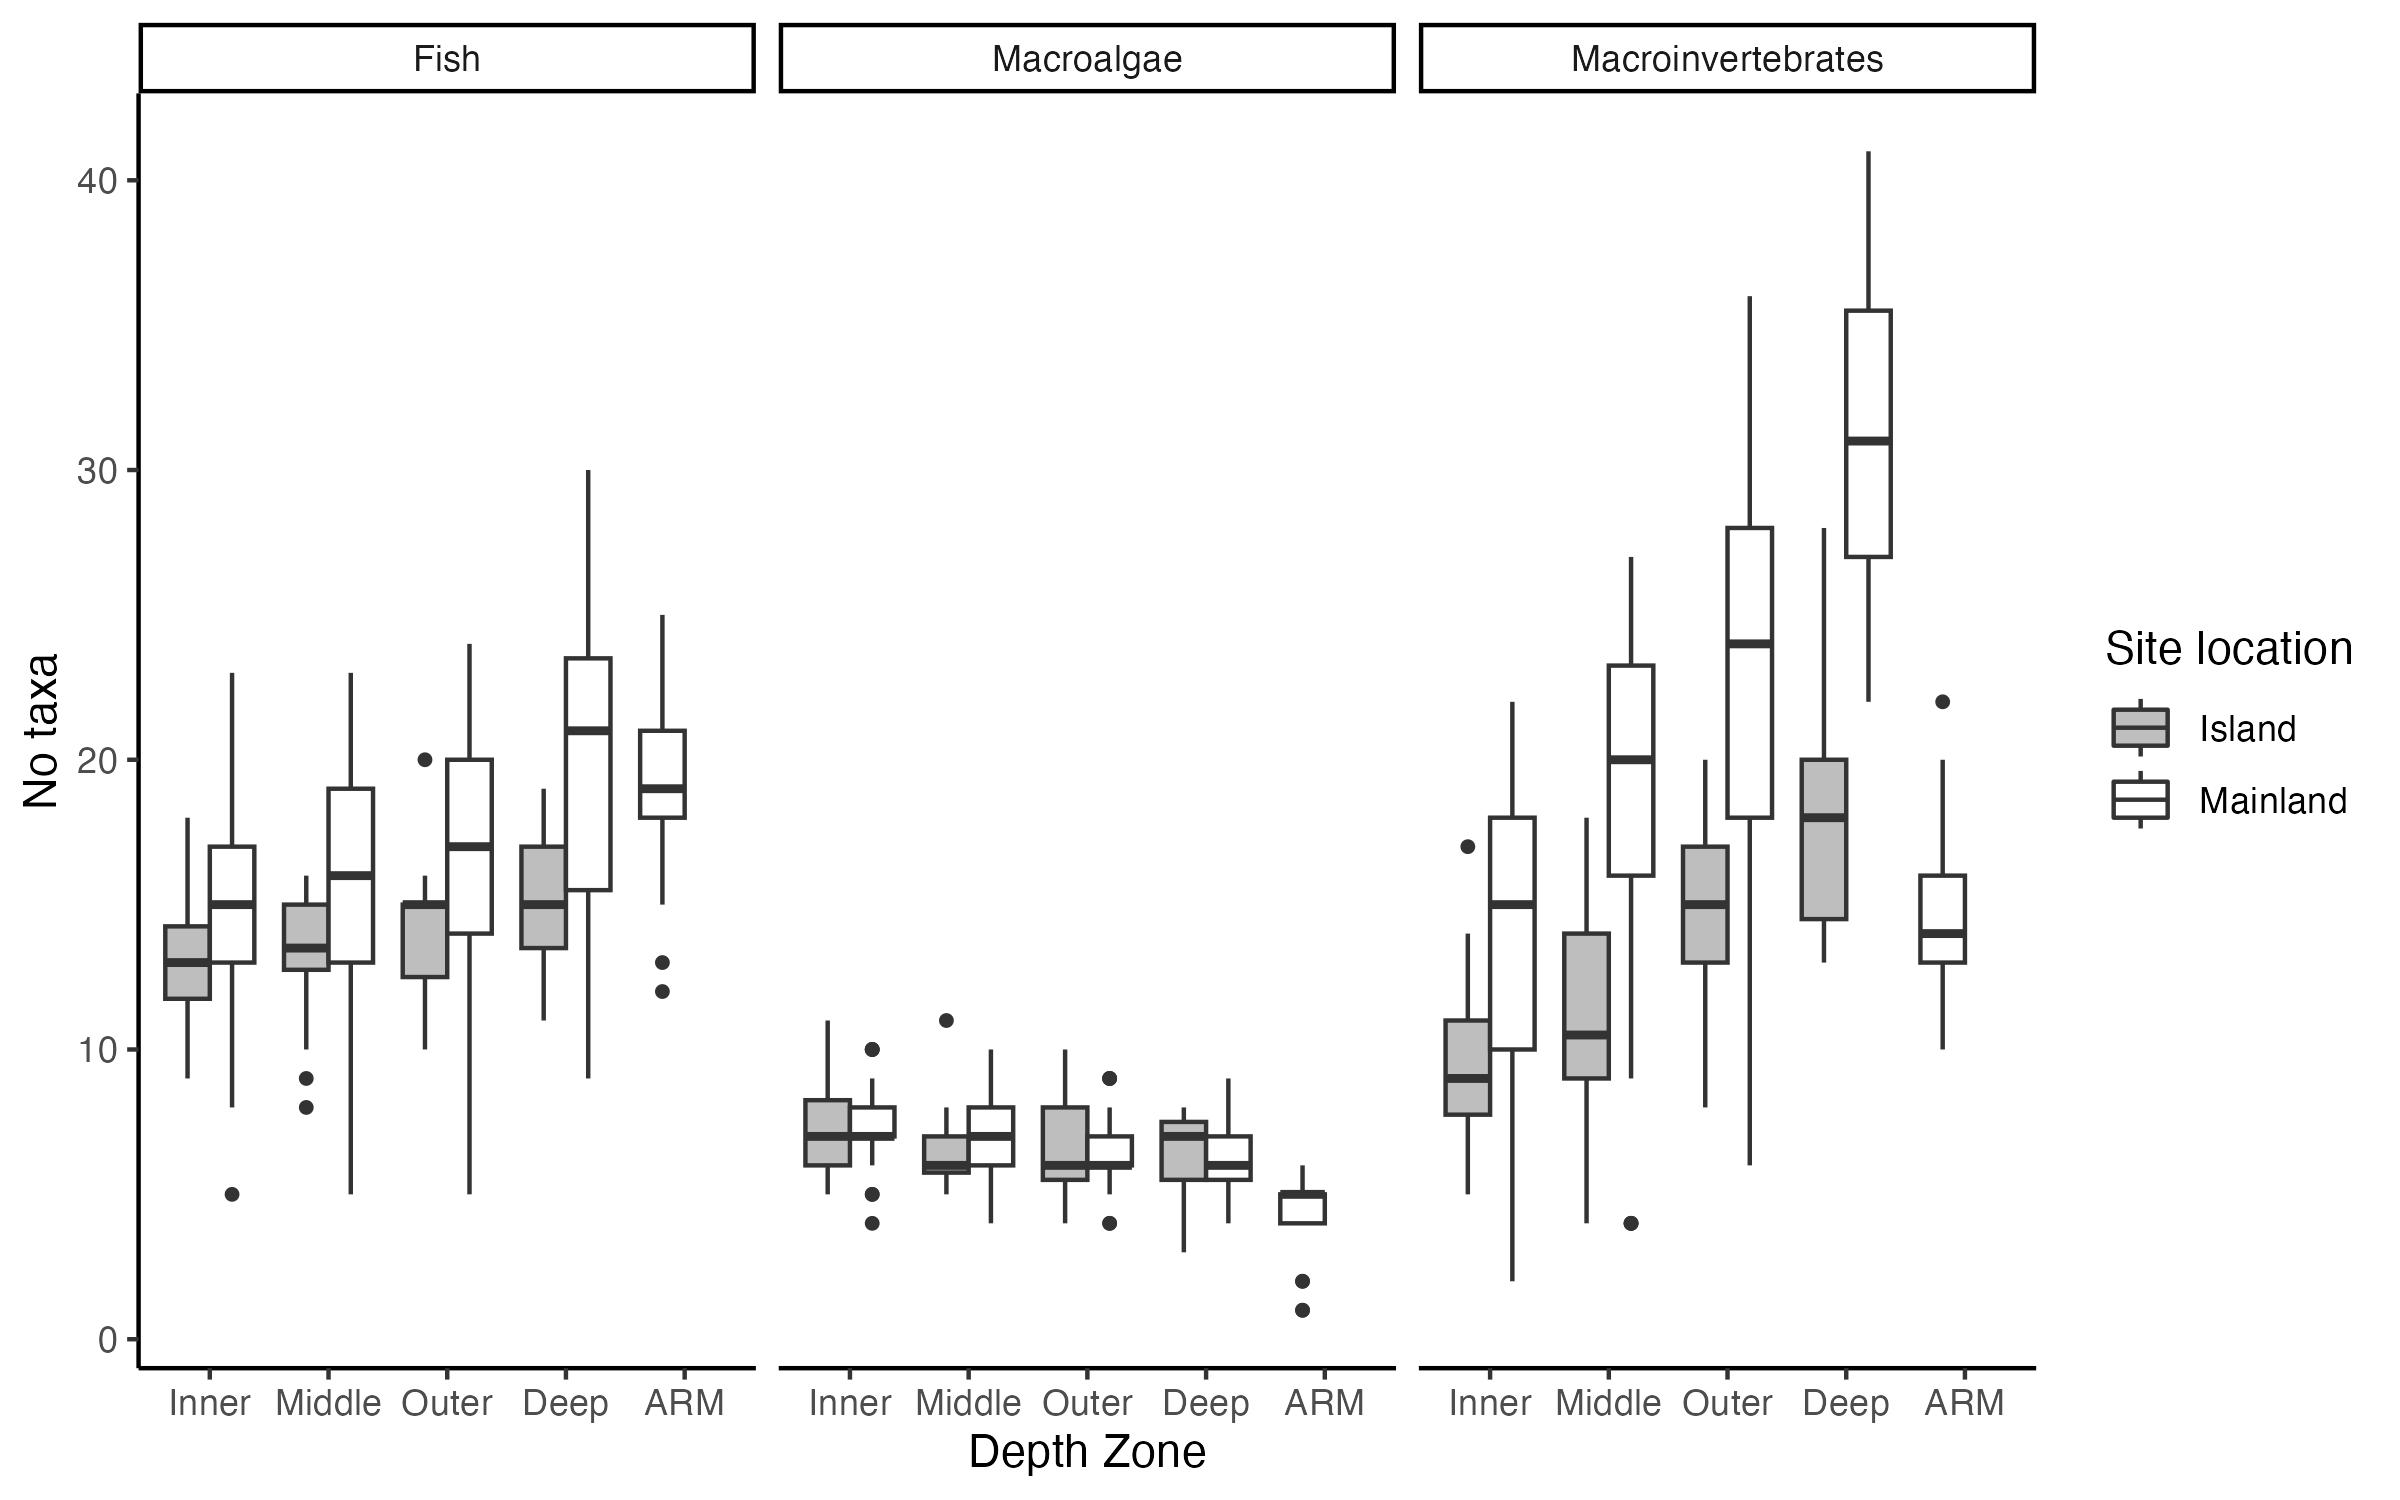 Fish Macroalgae Macroinvertebrates
40
30
20
10
0
No taxa
Inner Middle Outer Deep ARM Inner Middle Outer Deep ARM Inner Middle Outer Deep ARM
Depth Zone
Site location
Island
Mainland